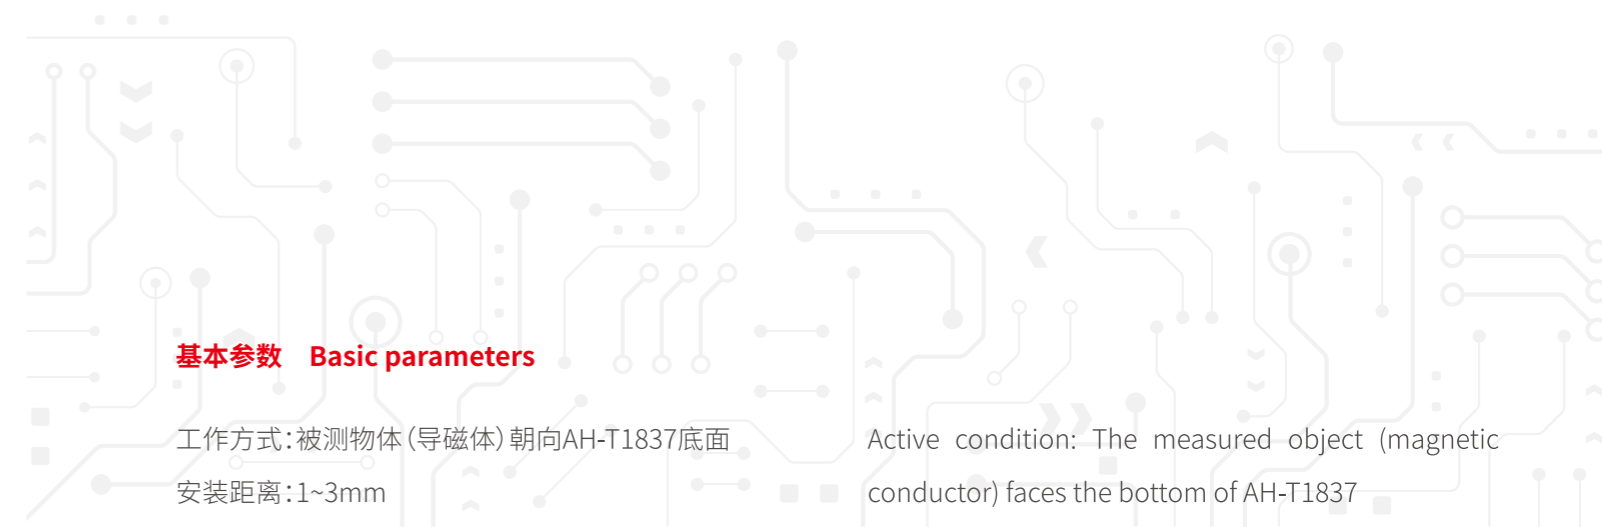 基本参数 Basic parameters
工作方式：被测物体（导磁体）朝向AH-T1837底面
安装距离：1~3mm
Active condition: The measured object (magnetic
conductor) faces the bottom of AH-T1837